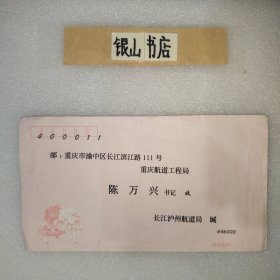 银山书店
400011
邮：重庆市渝中区长江滨江路111号
重庆航道工程局
陈万兴 书记 收
长江泸州航道局 缄
646000